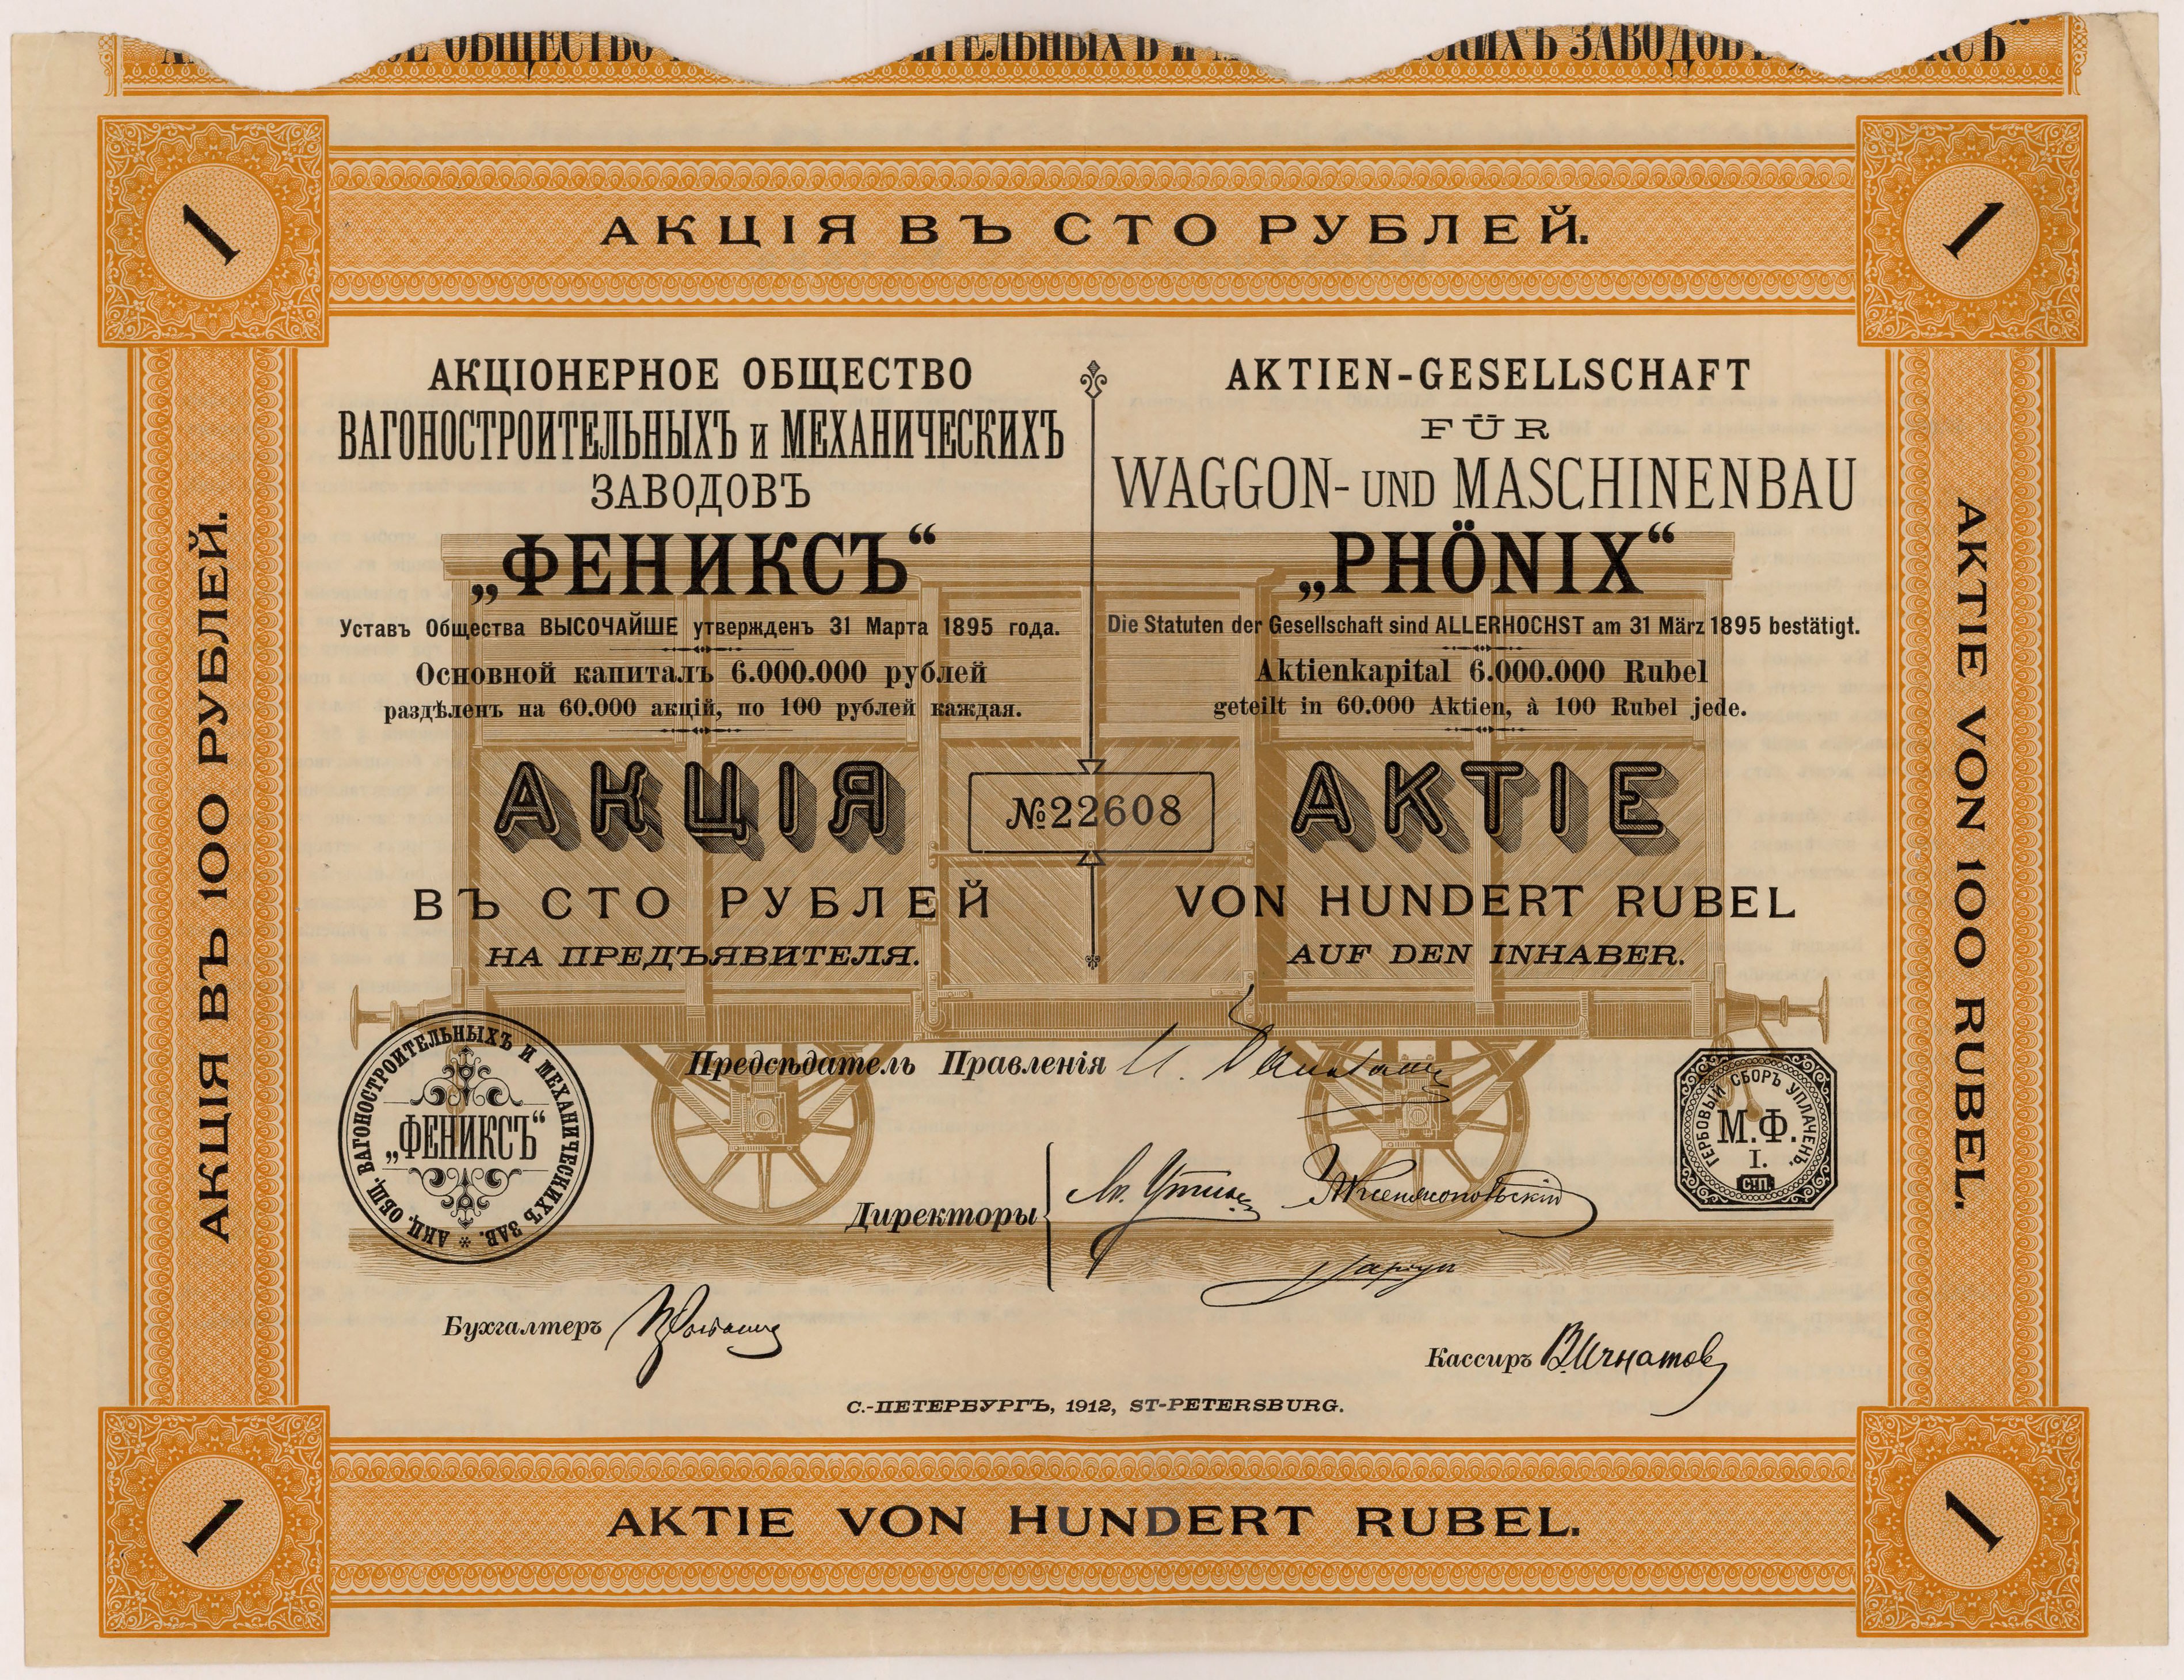 АКЦІЯ ВЪ СТО РУБЛЕЙ.
1
1
АКЦІЯ ВЪ 100 РУБЛЕЙ.
АКЦІОНЕРНОЕ ОБЩЕСТВО
ВАГОНОСТРОИТЕЛЬНЫХЪ И МЕХАНИЧЕСКИХЪ
ЗАВОДОВЪ
„ФЕНИКСЪ“
Уставъ Общества ВЫСОЧАЙШЕ утвержденъ 31 Марта 1895 года.
Основной капиталъ 6.000.000 рублей
раздѣленъ на 60.000 акцій, по 100 рублей каждая.
АКЦІЯ
ВЪ СТО РУБЛЕЙ
НА ПРЕДЪЯВИТЕЛЯ.
№22608
AKTIEN-GESELLSCHAFT
FÜR
WAGGON- UND MASCHINENBAU
„PHÖNIX“
Die Statuten der Gesellschaft sind ALLERHOCHST am 31 März 1895 bestätigt.
Aktienkapital 6.000.000 Rubel
geteilt in 60.000 Aktien, à 100 Rubel jede.
AKTIE
VON HUNDERT RUBEL
AUF DEN INHABER.
AKTIE VON 100 RUBEL.
АКЦ. ОБЩ. ВАГОНОСТРОИТЕЛЬНЫХЪ И МЕХАНИЧЕСКИХЪ ЗАВ.
„ФЕНИКСЪ“
Предсѣдатель Правленія
Директоры
ГЕРБОВЫЙ СБОРЪ УПЛАЧЕНЪ.
М.Ф.
I.
СТП.
Бухгалтеръ
Кассиръ В. Игнатов
С.-ПЕТЕРБУРГЪ, 1912, ST-PETERSBURG.
1
1
AKTIE VON HUNDERT RUBEL.